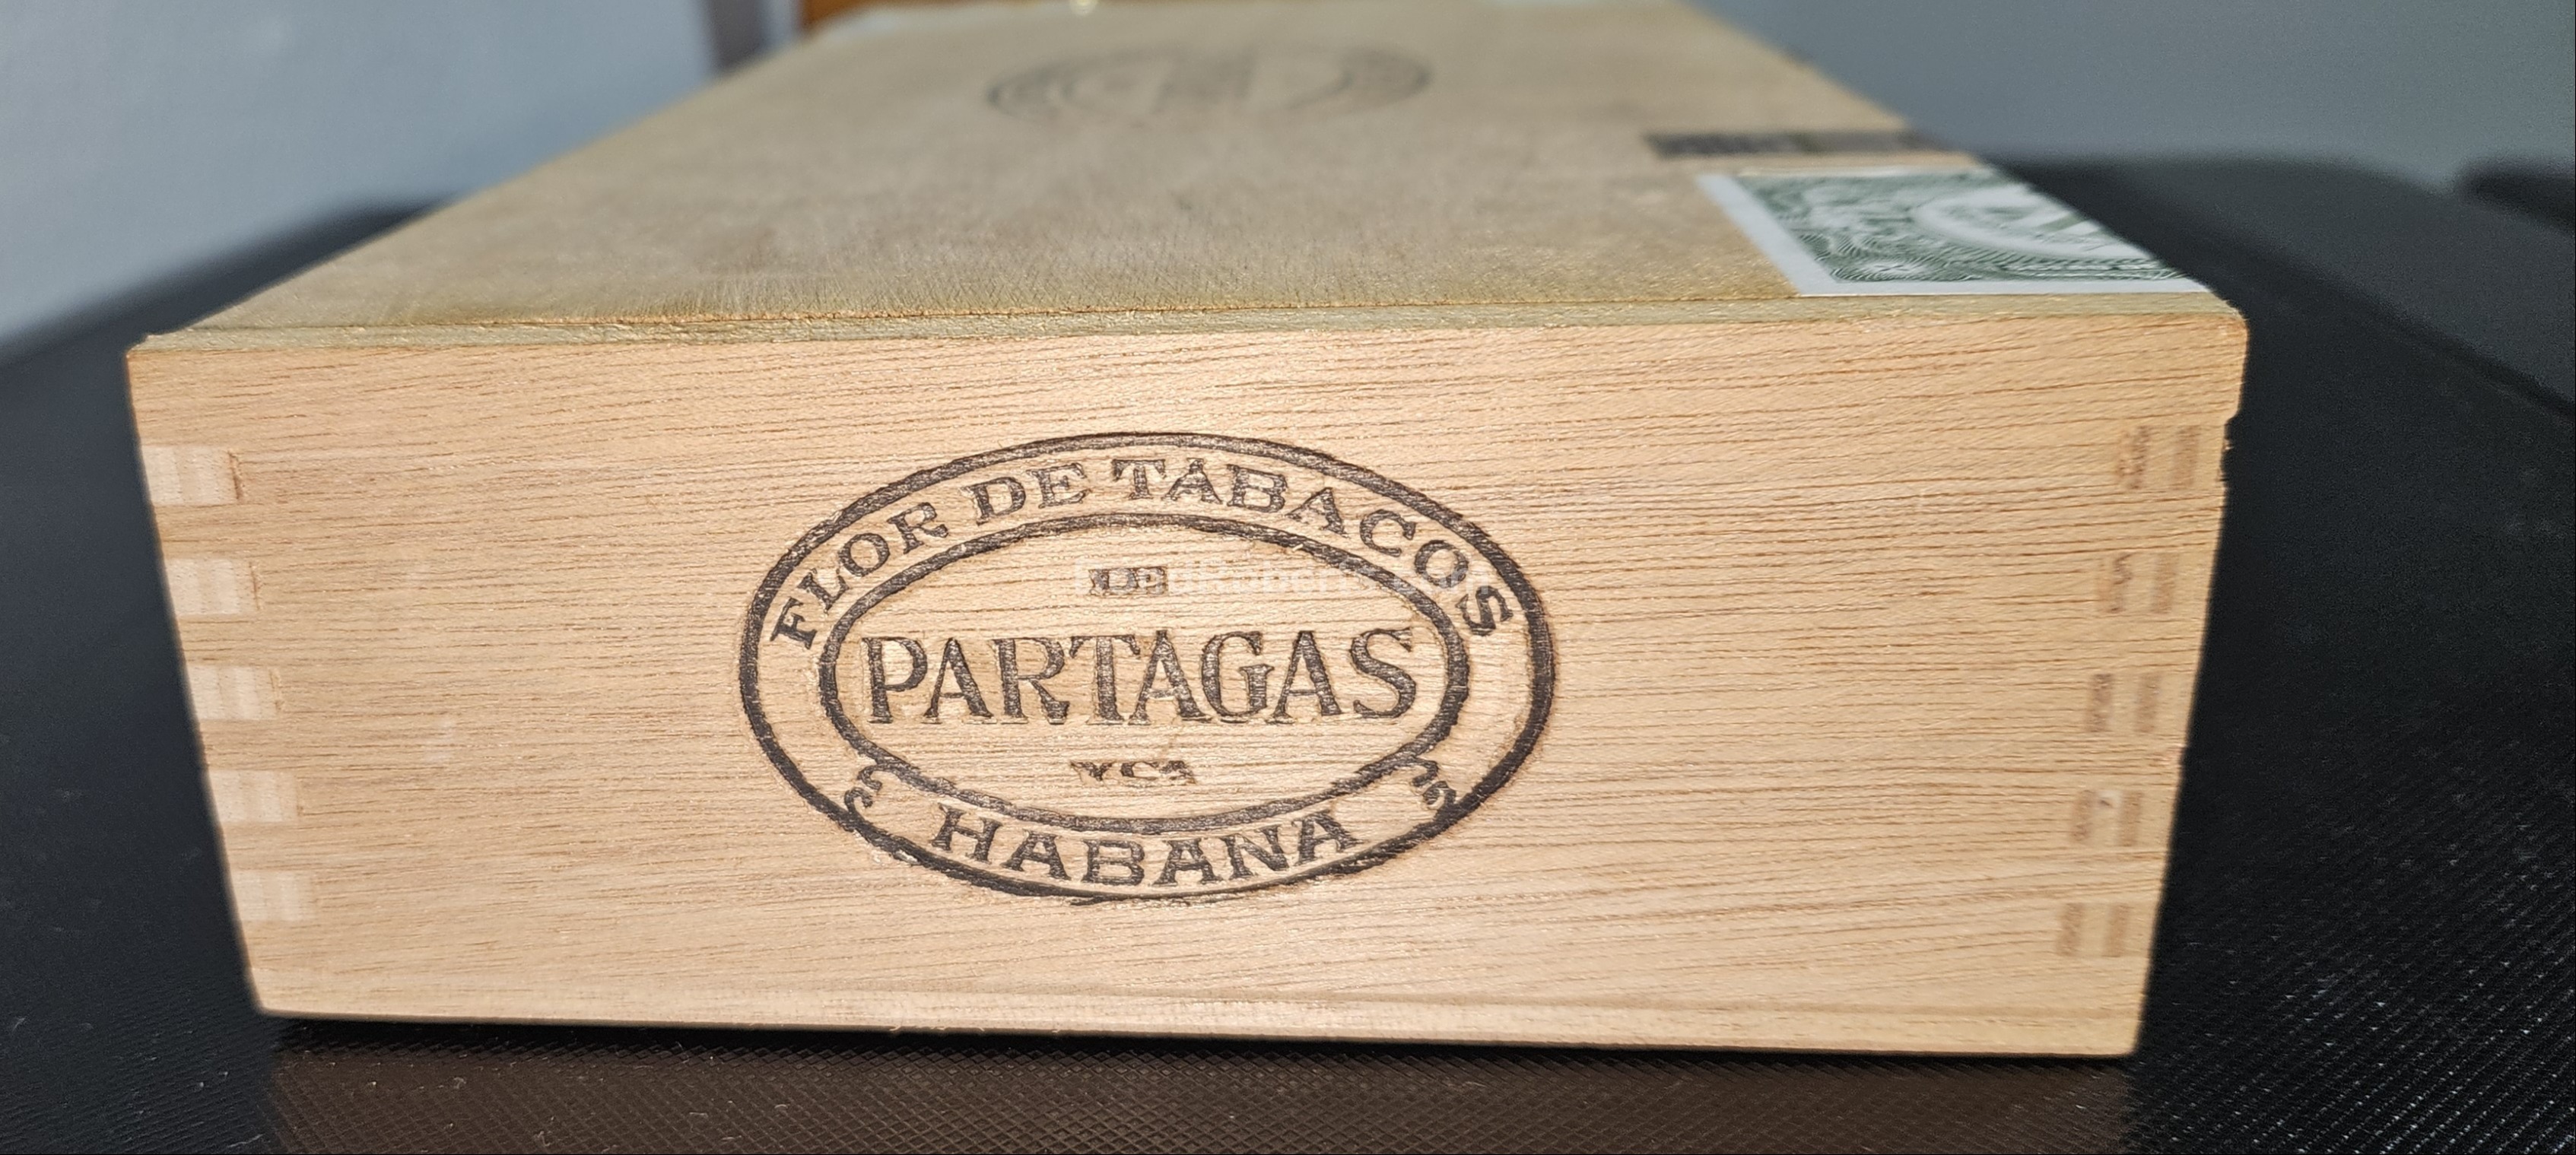 FLOR DE TABACOS
DE
PARTAGAS
Y Cª
HABANA